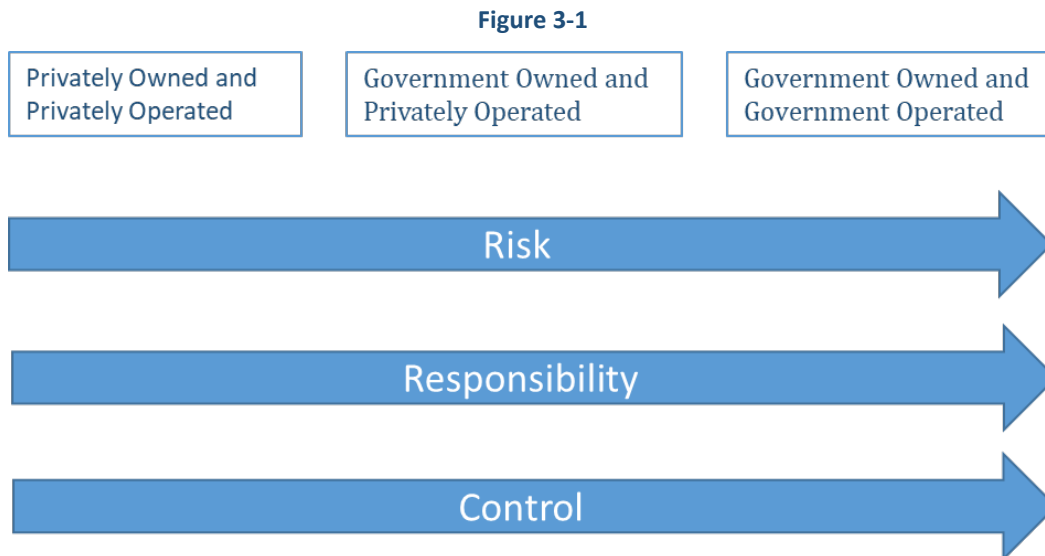 Figure 3-1
Privately Owned and
Privately Operated
Government Owned and
Privately Operated
Government Owned and
Government Operated
Risk
Responsibility
Control